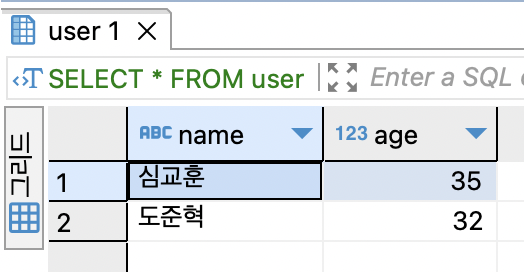 user 1
SELECT * FROM user Enter a SQL
그리드
ABC name 123 age
1 심교훈 35
2 도준혁 32